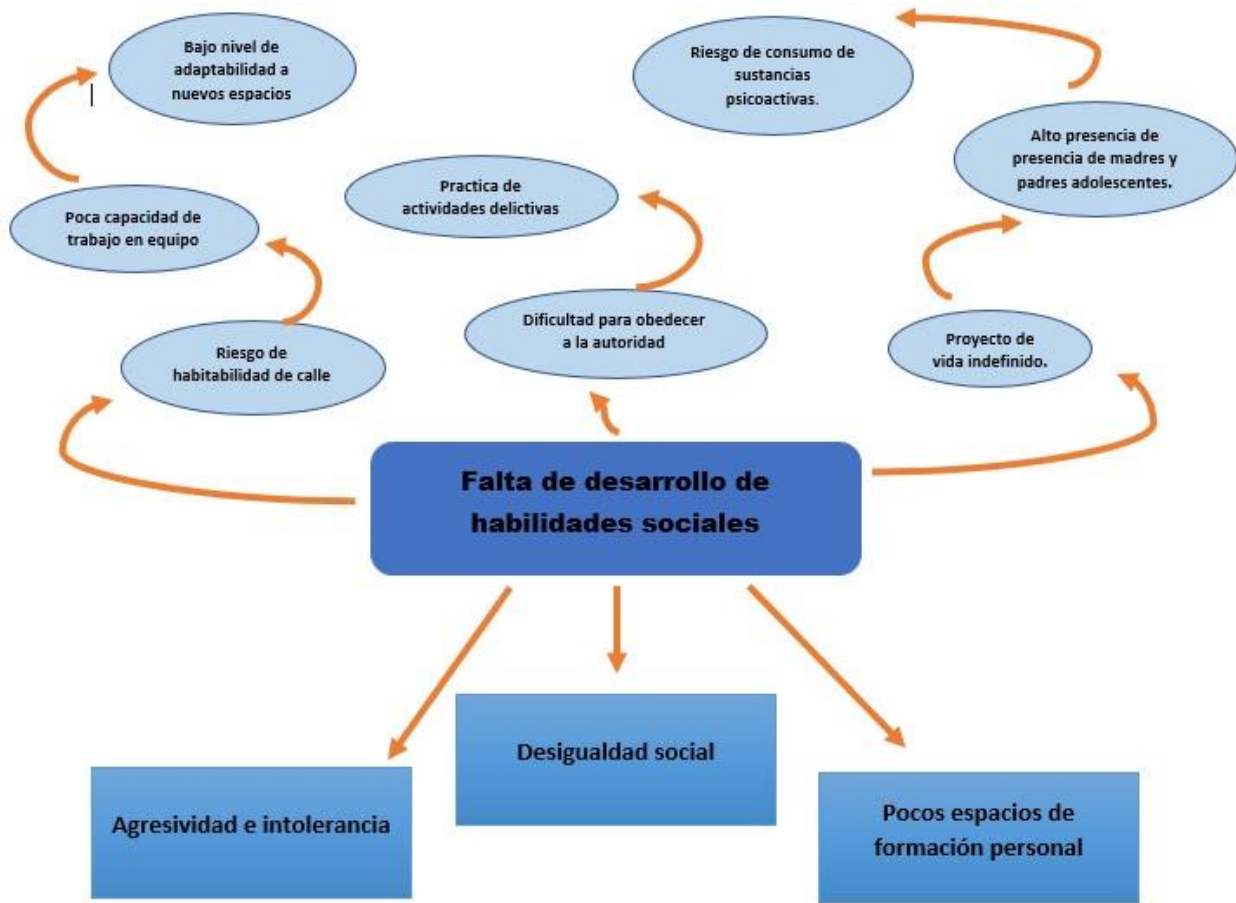 Bajo nivel de
adaptabilidad a
nuevos espacios
Riesgo de consumo de
sustancias
psicoactivas.
Alto presencia de
presencia de madres y
padres adolescentes.
Practica de
actividades delictivas
Poca capacidad de
trabajo en equipo
Dificultad para obedecer
a la autoridad
Proyecto de
vida indefinido.
Riesgo de
habitabilidad de calle
Falta de desarrollo de
habilidades sociales
Desigualdad social
Agresividad e intolerancia
Pocos espacios de
formación personal